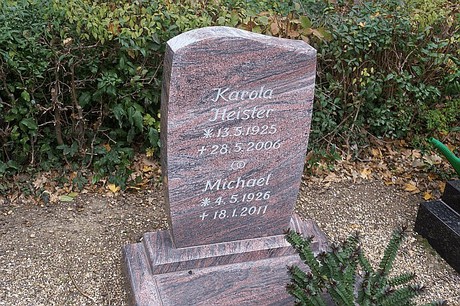 Karola
Heister
* 13.5.1925
+ 28.5.2006
⚭
Michael
* 4.5.1926
+ 18.1.2011